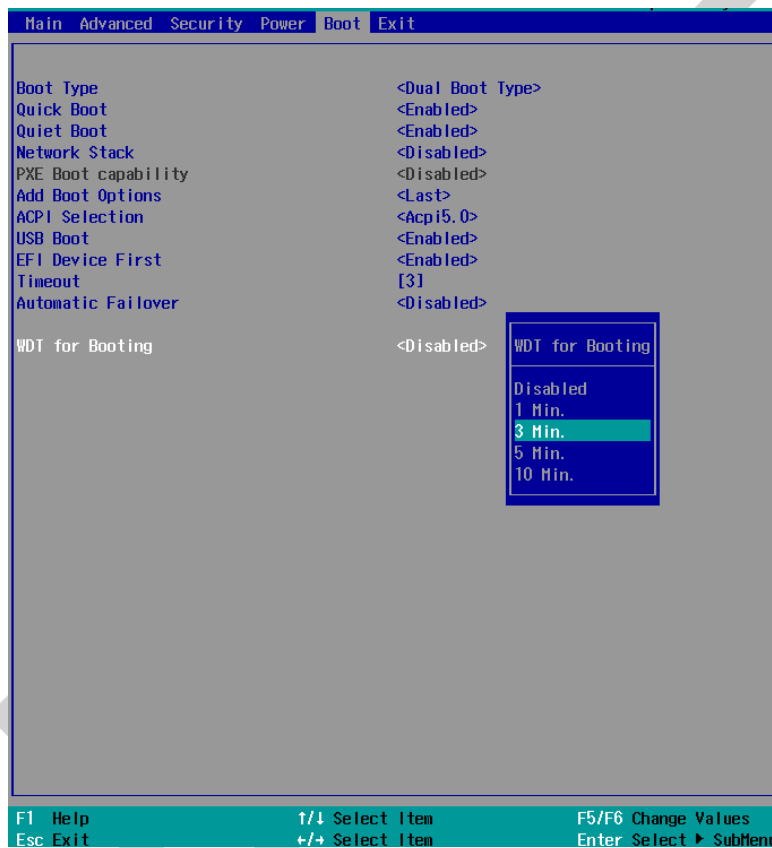 Main Advanced Security Power Boot Exit
Boot Type <Dual Boot Type>
Quick Boot <Enabled>
Quiet Boot <Enabled>
Network Stack <Disabled>
PXE Boot capability <Disabled>
Add Boot Options <Last>
ACPI Selection <Acpi5.0>
USB Boot <Enabled>
EFI Device First <Enabled>
Timeout [3]
Automatic Failover <Disabled>
WDT for Booting <Disabled>
WDT for Booting
Disabled
1 Min.
3 Min.
5 Min.
10 Min.
F1 Help ↑/↓ Select Item F5/F6 Change Values
Esc Exit ←/→ Select Item Enter Select ▶ SubMenu